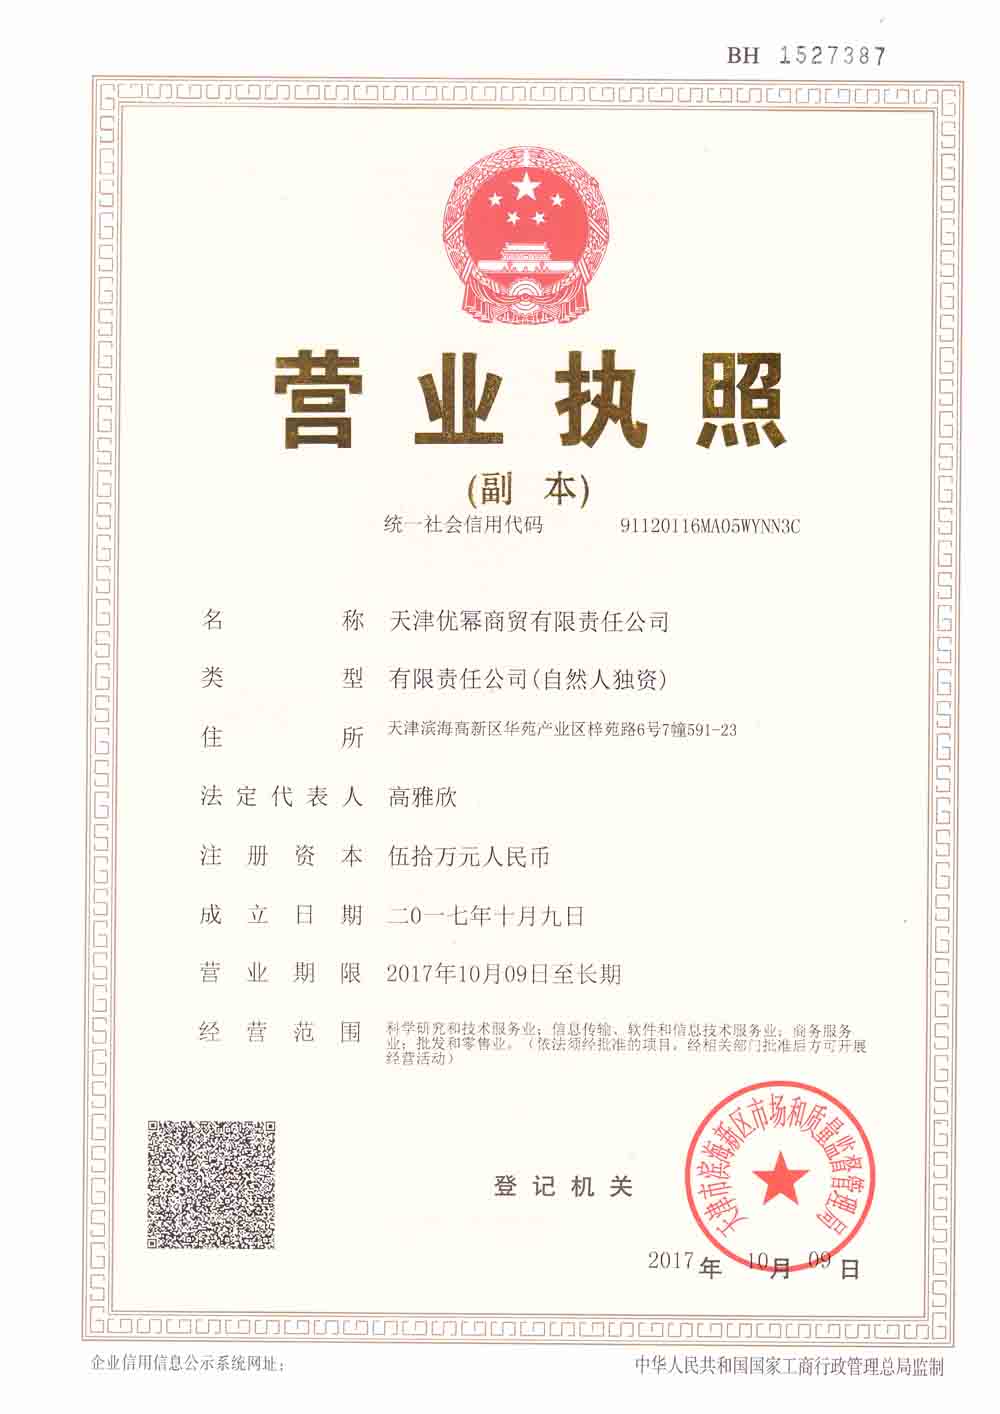 BH 1527387
营业执照
(副 本)
统一社会信用代码 91120116MA05WYNN3C
名称 天津优幂商贸有限责任公司
类型 有限责任公司(自然人独资)
住所 天津滨海高新区华苑产业区梓苑路6号7幢591-23
法定代表人 高雅欣
注册资本 伍拾万元人民币
成立日期 二0一七年十月九日
营业期限 2017年10月09日至长期
经营范围 科学研究和技术服务业；信息传输、软件和信息技术服务业；商务服务
业；批发和零售业。（依法须经批准的项目，经相关部门批准后方可开展
经营活动）
天津市滨海新区市场和质量监督管理局
登记机关
2017年 10月 09日
企业信用信息公示系统网址：
中华人民共和国国家工商行政管理总局监制